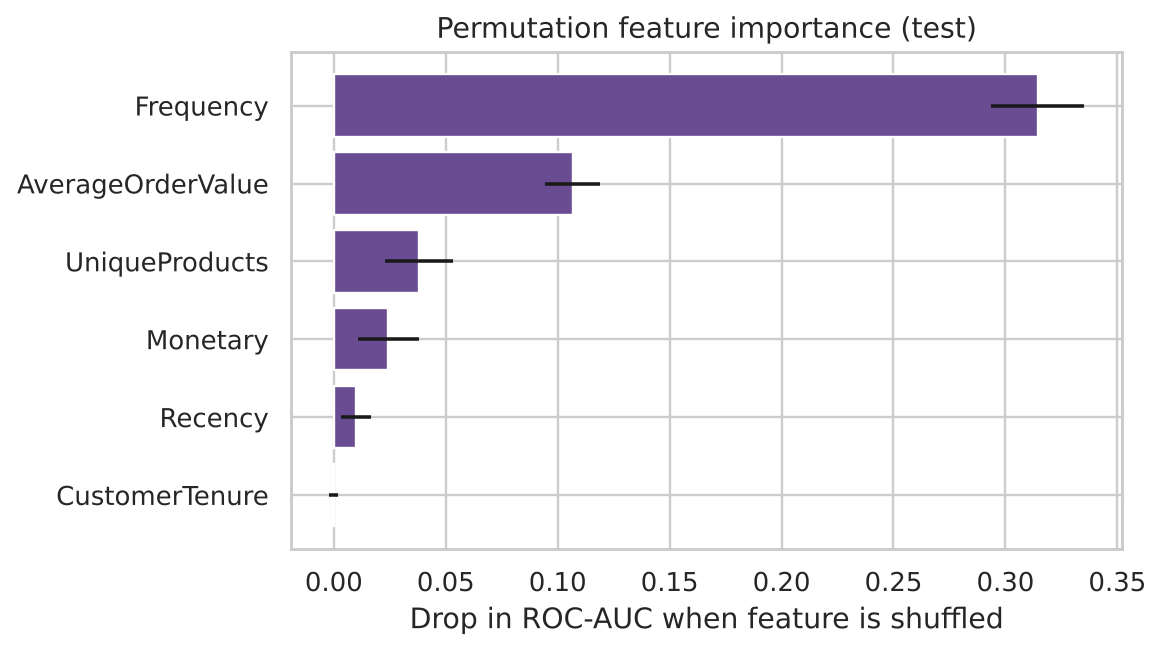 Permutation feature importance (test)
Frequency
AverageOrderValue
UniqueProducts
Monetary
Recency
CustomerTenure
0.00 0.05 0.10 0.15 0.20 0.25 0.30 0.35
Drop in ROC-AUC when feature is shuffled